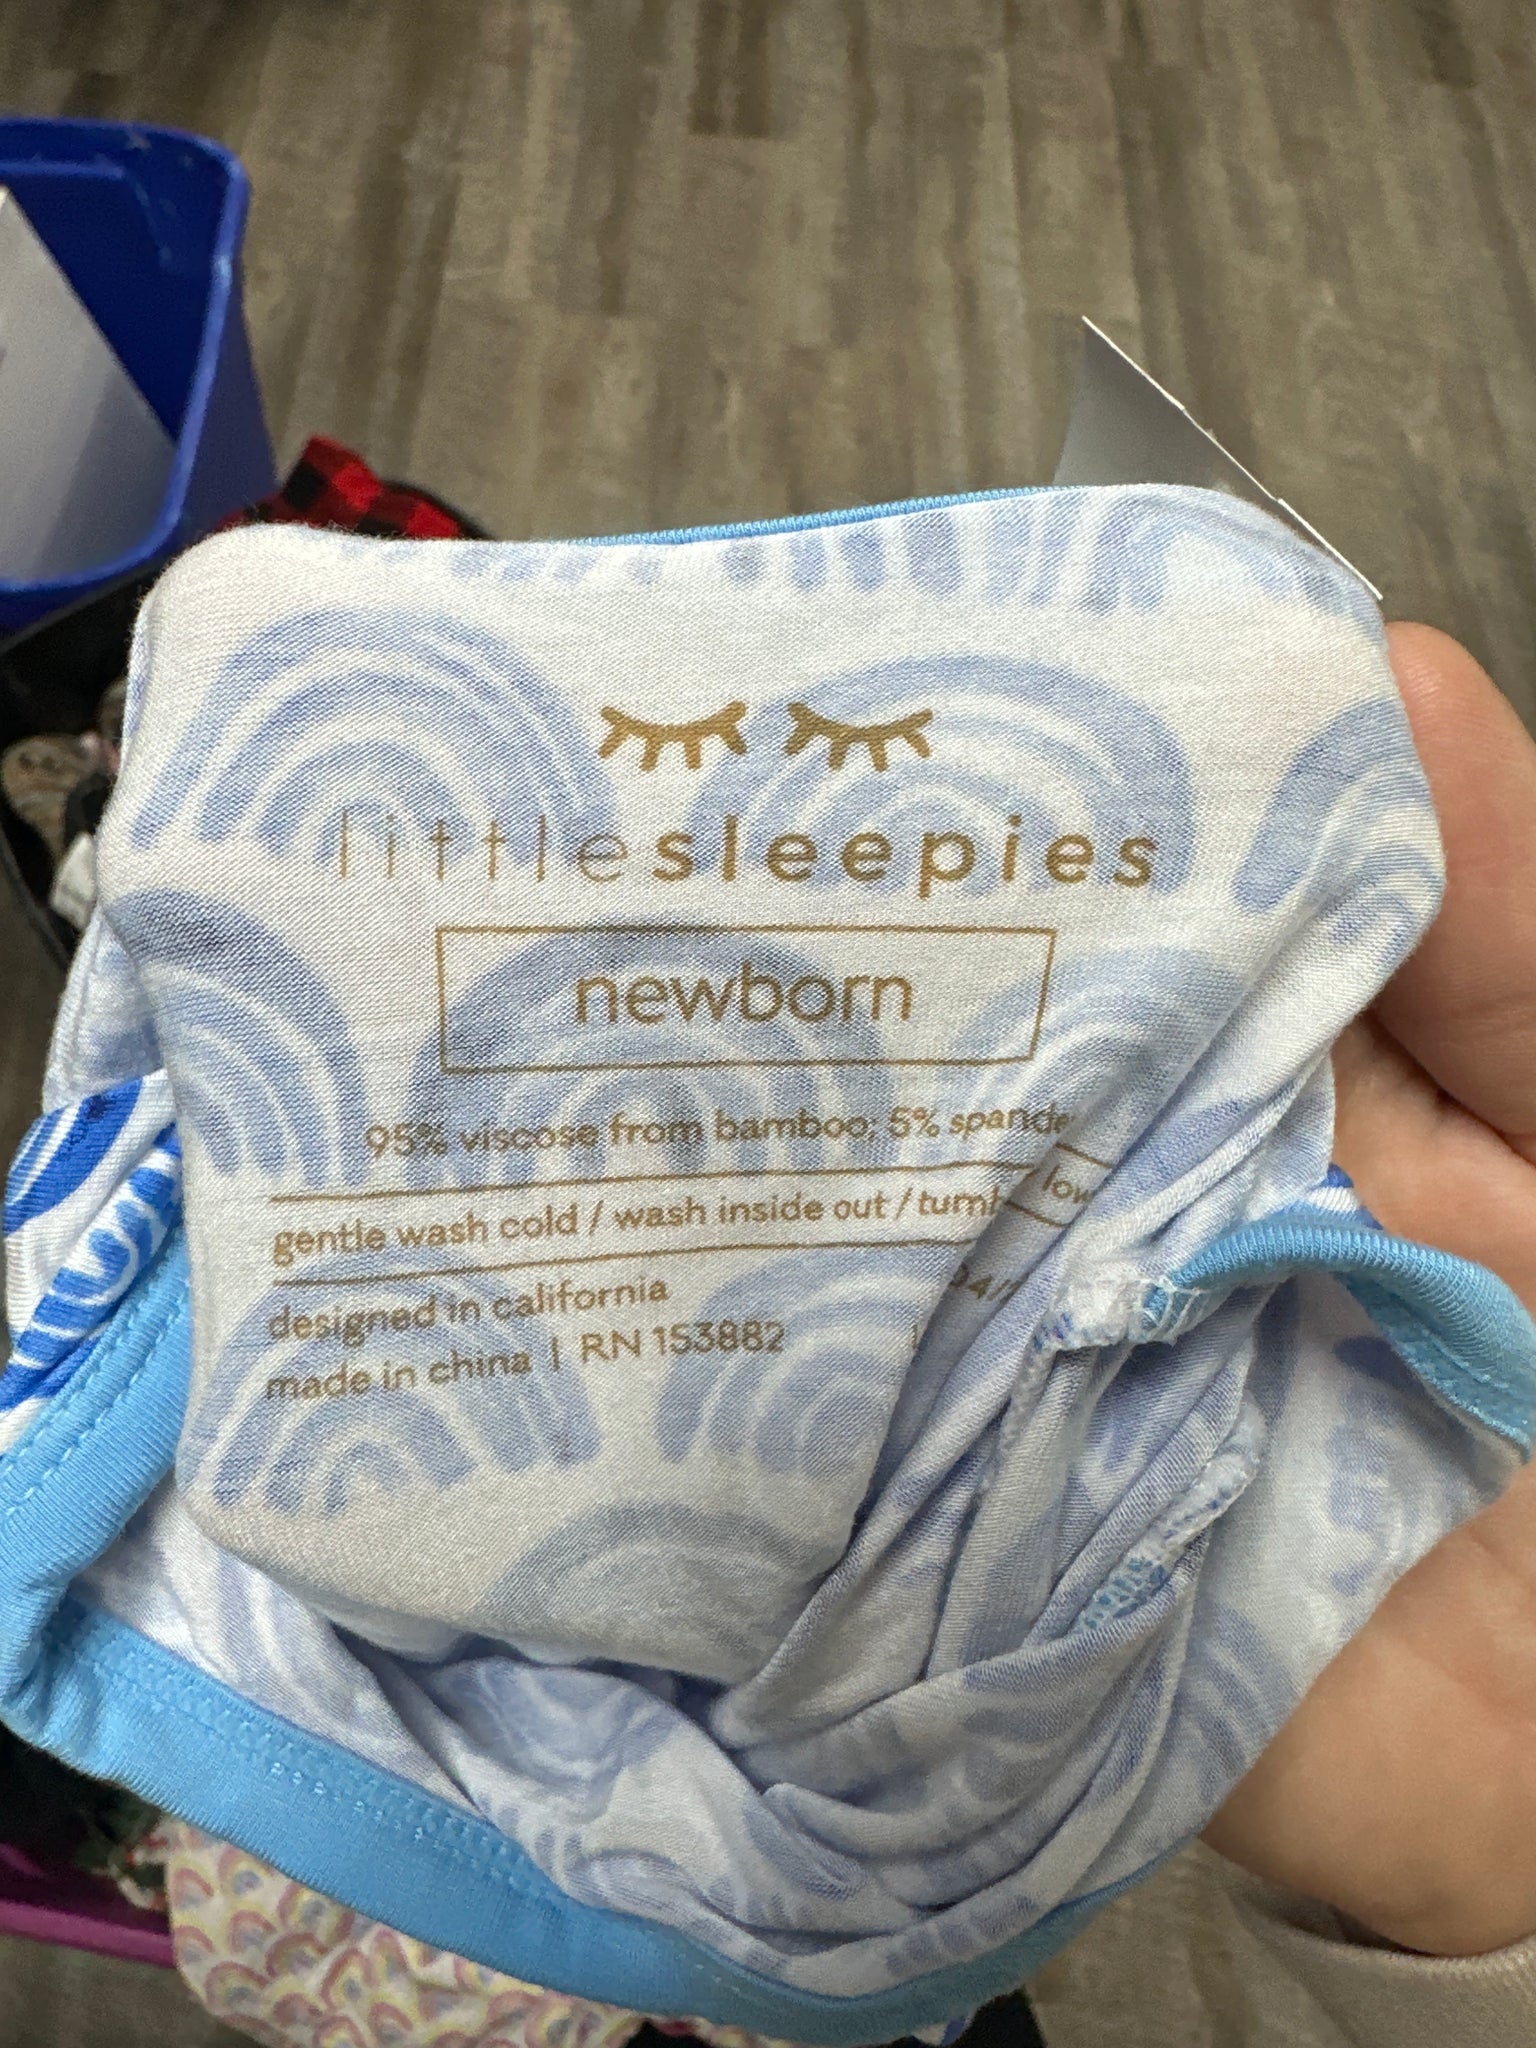 littlesleepies
newborn
95% viscose from bamboo; 5% spande
gentle wash cold / wash inside out / tumb low
designed in california
made in china | RN 153882